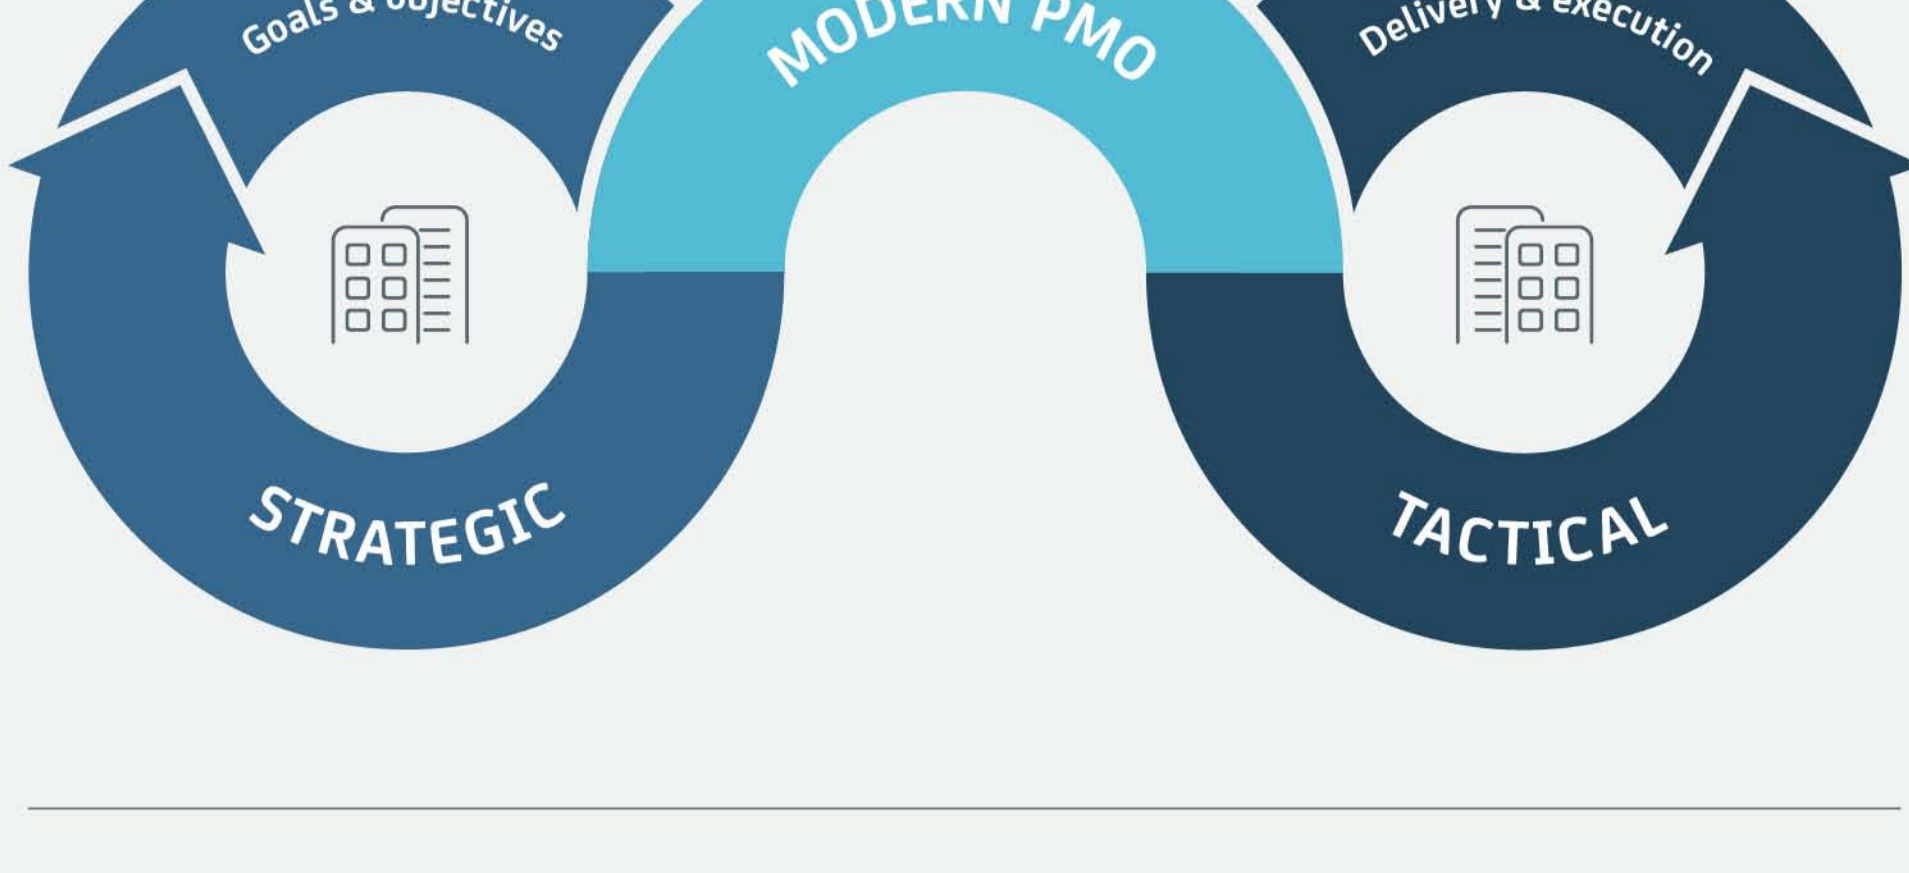 Goals & objectives
MODERN PMO
Delivery & execution
STRATEGIC
TACTICAL